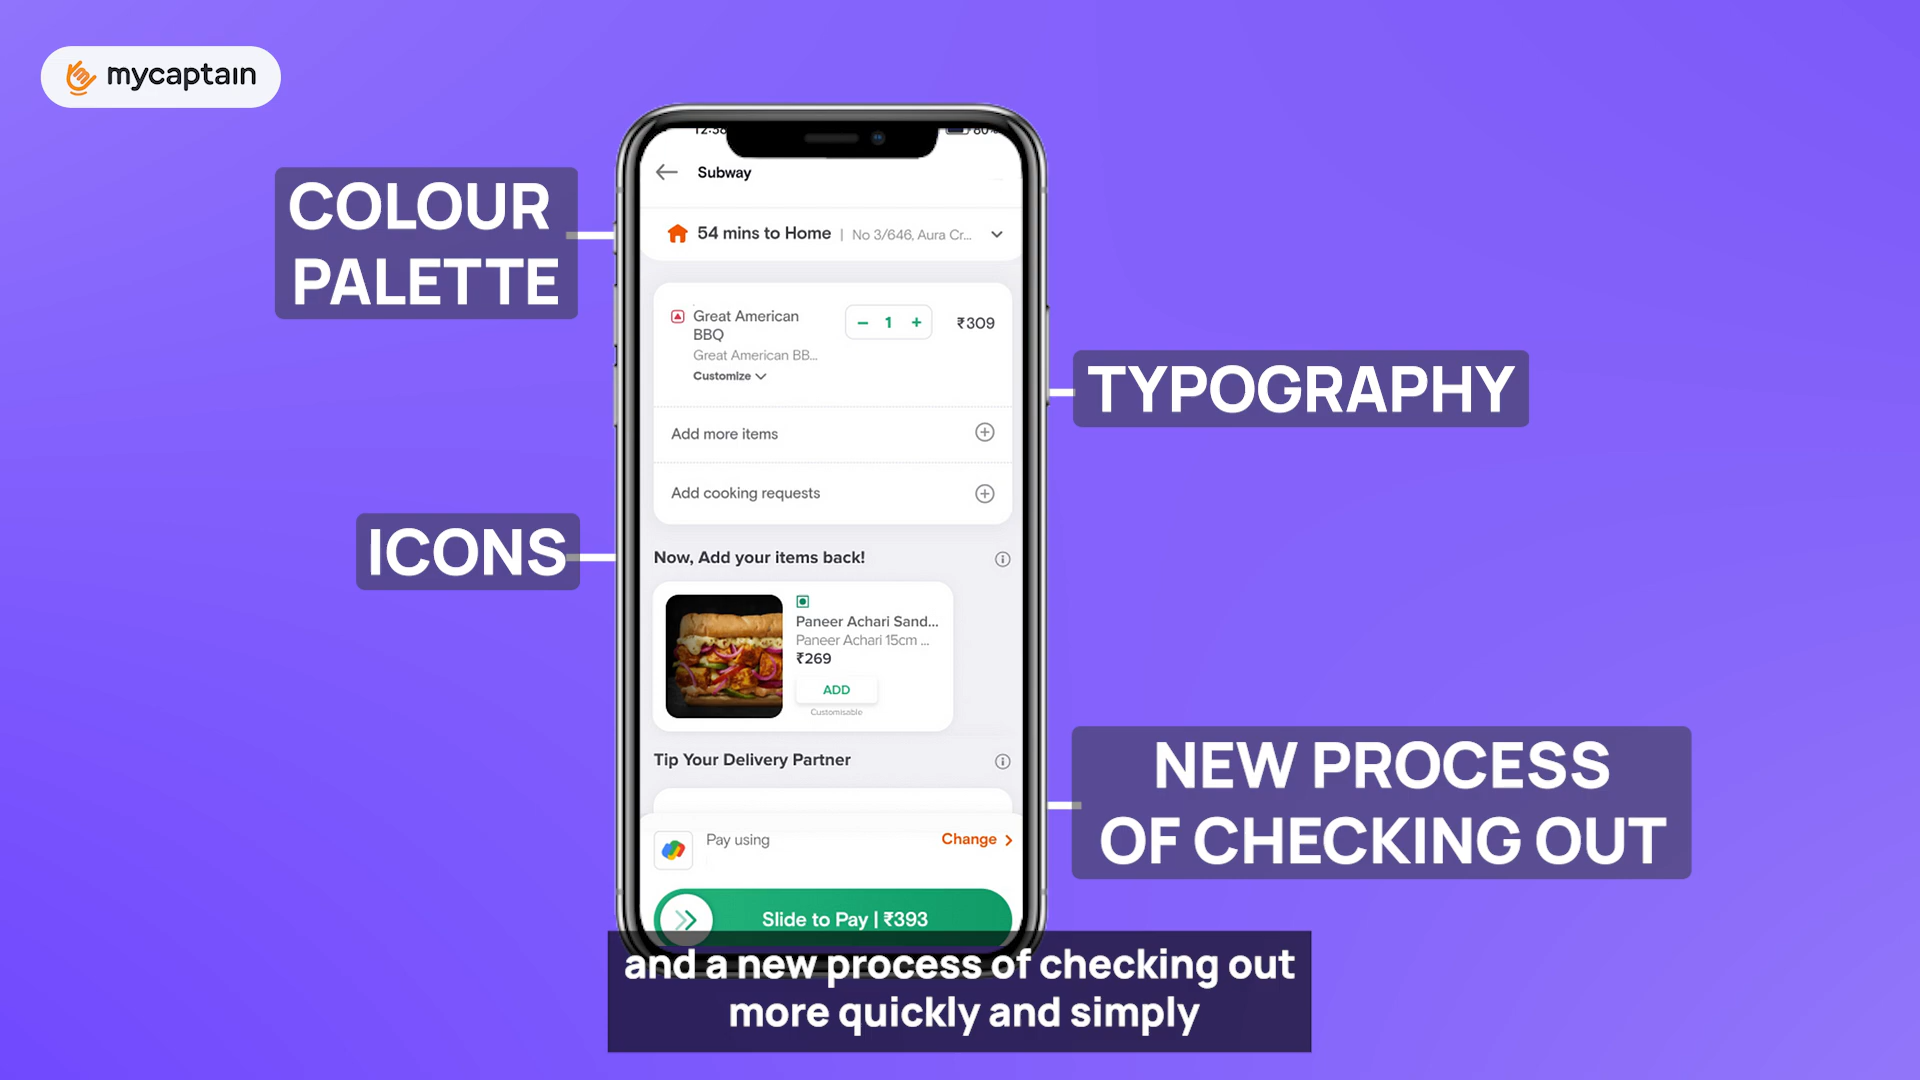 mycaptain
COLOUR
PALETTE
ICONS
TYPOGRAPHY
NEW PROCESS
OF CHECKING OUT
12:58
80%
Subway
54 mins to Home | No 3/646, Aura Cr...
Great American
BBQ
Great American BB...
Customize
- 1 +
₹309
Add more items
Add cooking requests
Now, Add your items back!
Paneer Achari Sand...
Paneer Achari 15cm ...
₹269
ADD
Customisable
Tip Your Delivery Partner
Pay using
Change
Slide to Pay | ₹393
and a new process of checking out
more quickly and simply